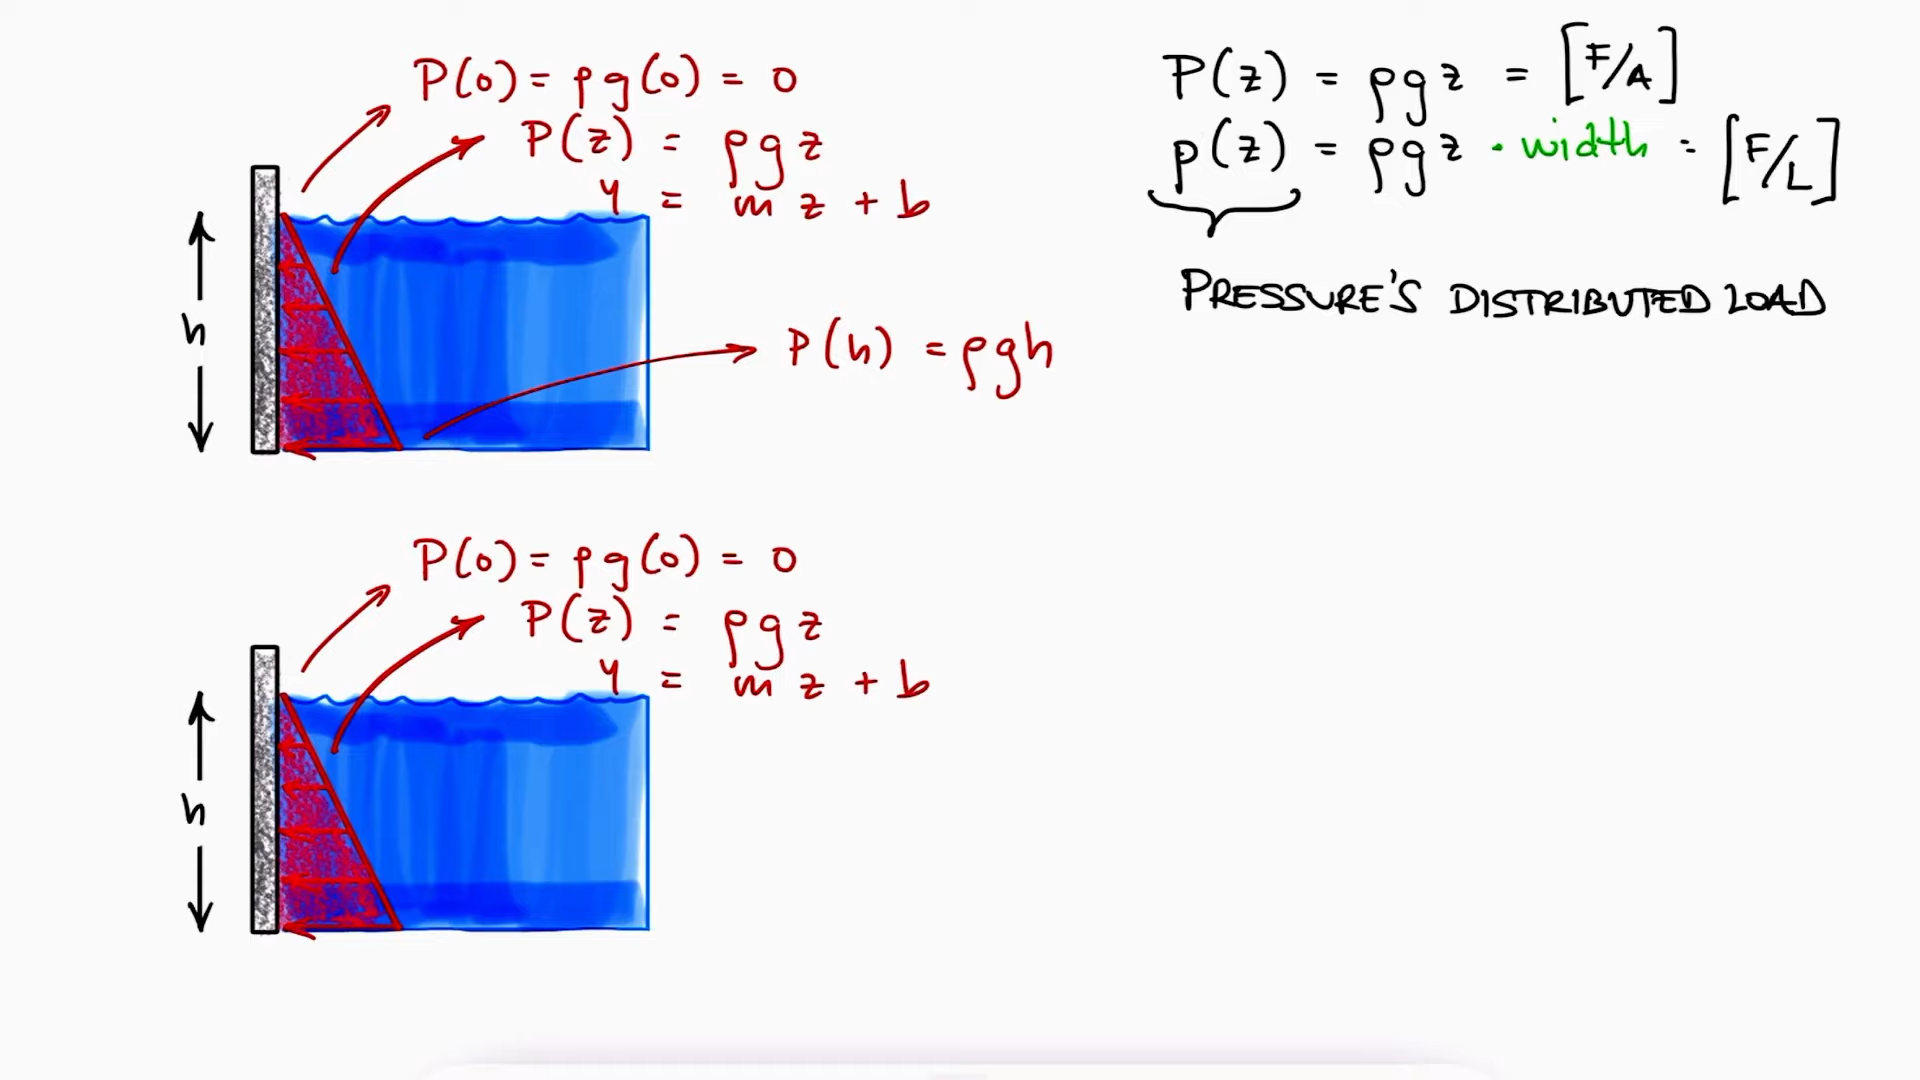 P(0) = ρg(0) = 0
P(z) = ρgz
y = mz + b
h
P(h) = ρgh
P(z) = ρgz = [F/A]
p(z) = ρgz · width = [F/L]
PRESSURE'S DISTRIBUTED LOAD
P(0) = ρg(0) = 0
P(z) = ρgz
y = mz + b
h